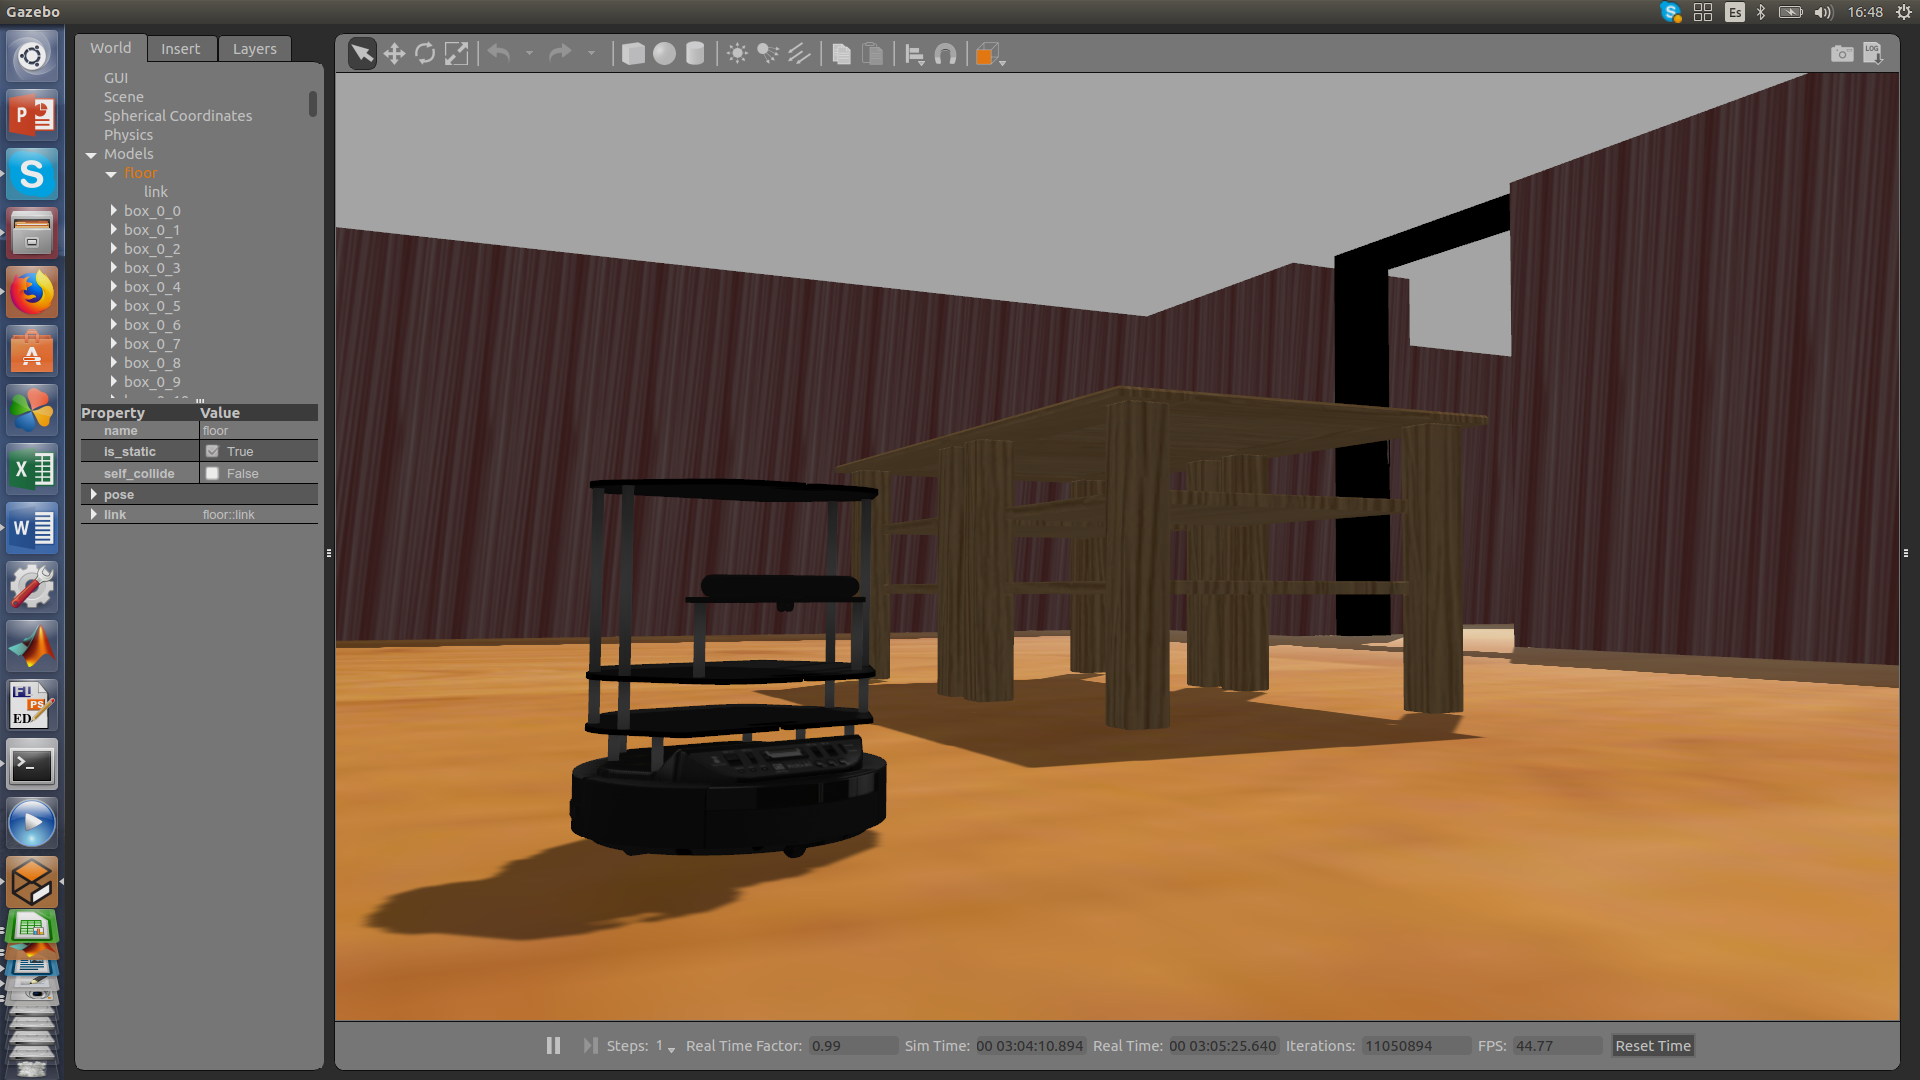 Gazebo
Es
16:48
World Insert Layers
LOG
GUI
Scene
Spherical Coordinates
Physics
Models
floor
link
box_0_0
box_0_1
box_0_2
box_0_3
box_0_4
box_0_5
box_0_6
box_0_7
box_0_8
box_0_9
Property Value
name floor
is_static True
self_collide False
pose
link floor::link
Steps: 1 Real Time Factor: 0.99 Sim Time: 00 03:04:10.894 Real Time: 00 03:05:25.640 Iterations: 11050894 FPS: 44.77 Reset Time